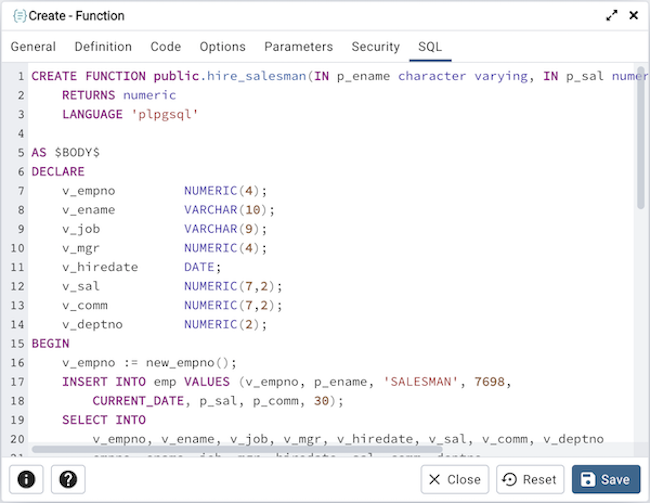 Create - Function
General Definition Code Options Parameters Security SQL
1 CREATE FUNCTION public.hire_salesman(IN p_ename character varying, IN p_sal numer
2 RETURNS numeric
3 LANGUAGE 'plpgsql'
4
5 AS $BODY$
6 DECLARE
7 v_empno NUMERIC(4);
8 v_ename VARCHAR(10);
9 v_job VARCHAR(9);
10 v_mgr NUMERIC(4);
11 v_hiredate DATE;
12 v_sal NUMERIC(7,2);
13 v_comm NUMERIC(7,2);
14 v_deptno NUMERIC(2);
15 BEGIN
16 v_empno := new_empno();
17 INSERT INTO emp VALUES (v_empno, p_ename, 'SALESMAN', 7698,
18 CURRENT_DATE, p_sal, p_comm, 30);
19 SELECT INTO
20 v_empno, v_ename, v_job, v_mgr, v_hiredate, v_sal, v_comm, v_deptno
Close Reset Save